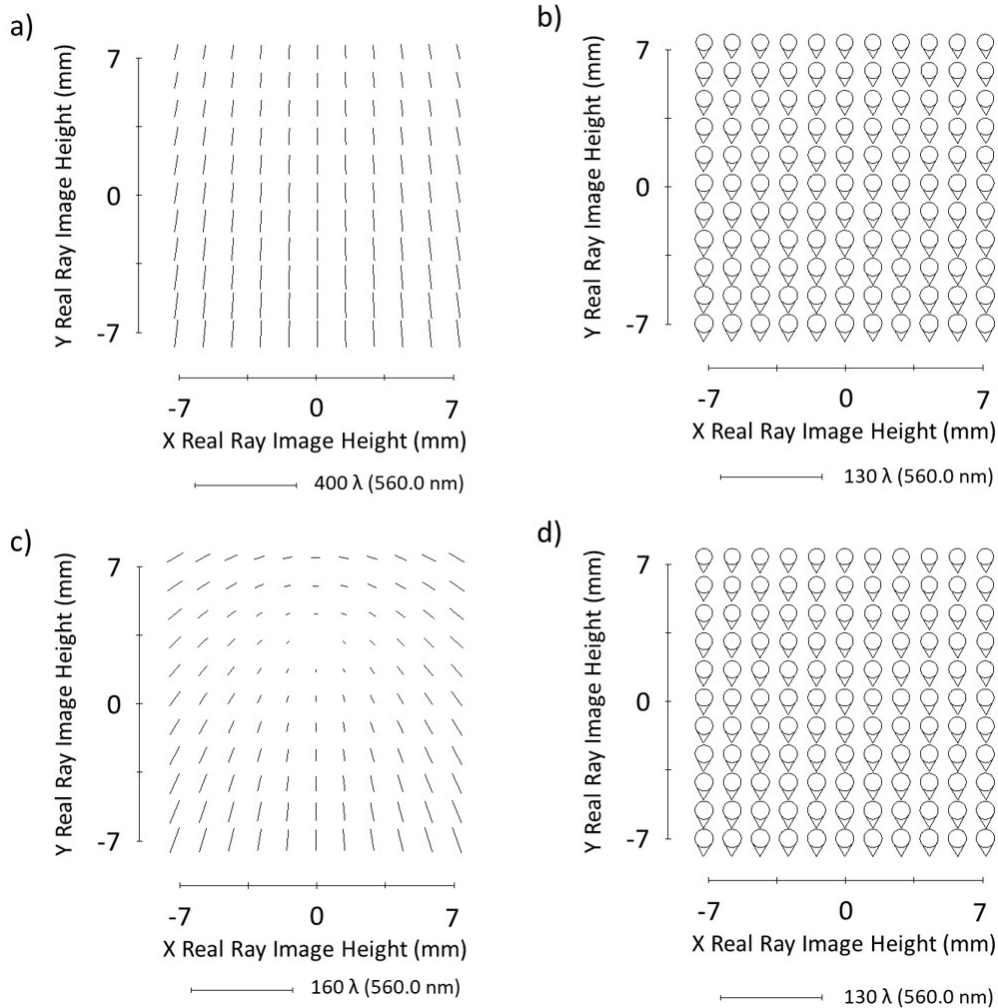 a)
Y Real Ray Image Height (mm)
7
0
-7
-7 0 7
X Real Ray Image Height (mm)
400 λ (560.0 nm)
b)
Y Real Ray Image Height (mm)
7
0
-7
-7 0 7
X Real Ray Image Height (mm)
130 λ (560.0 nm)
c)
Y Real Ray Image Height (mm)
7
0
-7
-7 0 7
X Real Ray Image Height (mm)
160 λ (560.0 nm)
d)
Y Real Ray Image Height (mm)
7
0
-7
-7 0 7
X Real Ray Image Height (mm)
130 λ (560.0 nm)